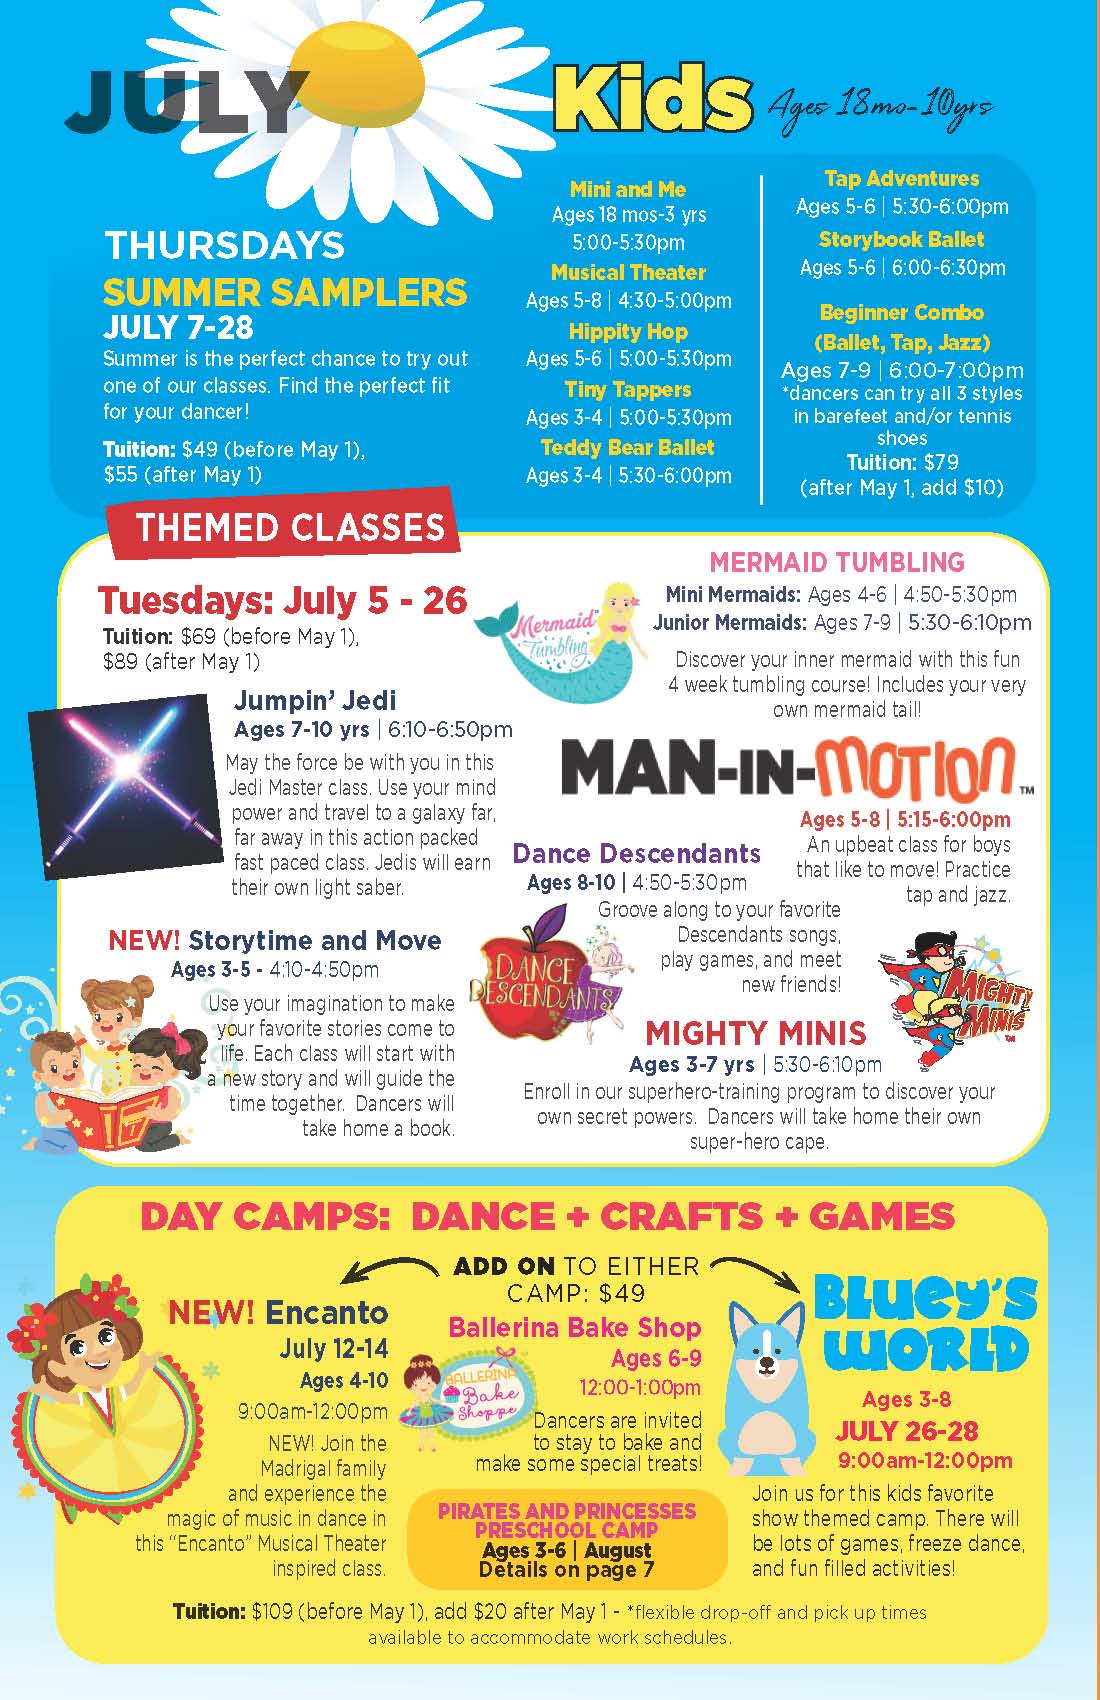 JULY
Kids Ages 18mo-10yrs
THURSDAYS
SUMMER SAMPLERS
JULY 7-28
Summer is the perfect chance to try out
one of our classes. Find the perfect fit
for your dancer!
Tuition: $49 (before May 1),
$55 (after May 1)
Mini and Me
Ages 18 mos-3 yrs
5:00-5:30pm
Musical Theater
Ages 5-8 | 4:30-5:00pm
Hippity Hop
Ages 5-6 | 5:00-5:30pm
Tiny Tappers
Ages 3-4 | 5:00-5:30pm
Teddy Bear Ballet
Ages 3-4 | 5:30-6:00pm
Tap Adventures
Ages 5-6 | 5:30-6:00pm
Storybook Ballet
Ages 5-6 | 6:00-6:30pm
Beginner Combo
(Ballet, Tap, Jazz)
Ages 7-9 | 6:00-7:00pm
*dancers can try all 3 styles
in barefeet and/or tennis
shoes
Tuition: $79
(after May 1, add $10)
THEMED CLASSES
Tuesdays: July 5 - 26
Tuition: $69 (before May 1),
$89 (after May 1)
Jumpin' Jedi
Ages 7-10 yrs | 6:10-6:50pm
May the force be with you in this
Jedi Master class. Use your mind
power and travel to a galaxy far,
far away in this action packed
fast paced class. Jedis will earn
their own light saber.
NEW! Storytime and Move
Ages 3-5 - 4:10-4:50pm
Use your imagination to make
your favorite stories come to
life. Each class will start with
a new story and will guide the
time together. Dancers will
take home a book.
Mermaid™
Tumbling
MERMAID TUMBLING
Mini Mermaids: Ages 4-6 | 4:50-5:30pm
Junior Mermaids: Ages 7-9 | 5:30-6:10pm
Discover your inner mermaid with this fun
4 week tumbling course! Includes your very
own mermaid tail!
MAN-IN-MOTION™
Ages 5-8 | 5:15-6:00pm
An upbeat class for boys
that like to move! Practice
tap and jazz.
Dance Descendants
Ages 8-10 | 4:50-5:30pm
Groove along to your favorite
Descendants songs,
play games, and meet
new friends!
DANCE
DESCENDANTS
MIGHTY
MINIS™
MIGHTY MINIS
Ages 3-7 yrs | 5:30-6:10pm
Enroll in our superhero-training program to discover your
own secret powers. Dancers will take home their own
super-hero cape.
DAY CAMPS: DANCE + CRAFTS + GAMES
NEW! Encanto
July 12-14
Ages 4-10
9:00am-12:00pm
NEW! Join the
Madrigal family
and experience the
magic of music in dance in
this "Encanto" Musical Theater
inspired class.
ADD ON TO EITHER
CAMP: $49
Ballerina Bake Shop
Ages 6-9
12:00-1:00pm
BALLERINA
Bake
Shoppe
Dancers are invited
to stay to bake and
make some special treats!
PIRATES AND PRINCESSES
PRESCHOOL CAMP
Ages 3-6 | August
Details on page 7
BLUEY'S
WORLD
Ages 3-8
JULY 26-28
9:00am-12:00pm
Join us for this kids favorite
show themed camp. There will
be lots of games, freeze dance,
and fun filled activities!
Tuition: $109 (before May 1), add $20 after May 1 - *flexible drop-off and pick up times
available to accommodate work schedules.